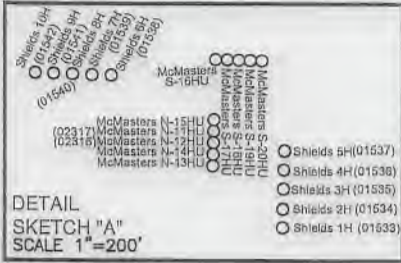 Shields 10H
(01542)
Shields 9H
(01541)
Shields 8H
(01540)
Shields 7H
(01539)
Shields 6H
(01538)
McMasters
S-16HU
McMasters S-17HU
McMasters S-18HU
McMasters S-19HU
McMasters S-20HU
McMasters N-15HU
(02317) McMasters N-11HU
(02316) McMasters N-12HU
McMasters N-14HU
McMasters N-13HU
Shields 5H (01537)
Shields 4H (01536)
Shields 3H (01535)
Shields 2H (01534)
Shields 1H (01533)
DETAIL
SKETCH "A"
SCALE 1"=200'